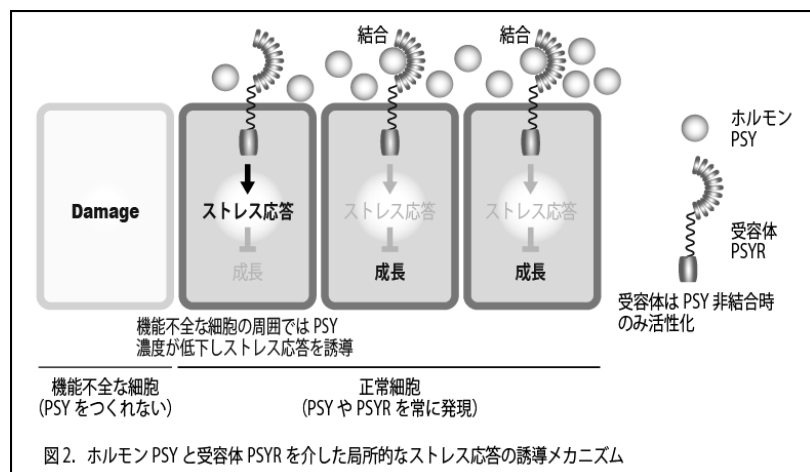 結合
結合
ホルモン
PSY
Damage
ストレス応答
成長
ストレス応答
成長
ストレス応答
成長
受容体
PSYR
受容体は PSY 非結合時
のみ活性化
機能不全な細胞の周囲では PSY
濃度が低下しストレス応答を誘導
機能不全な細胞
(PSY をつくれない)
正常細胞
(PSY や PSYR を常に発現)
図 2. ホルモン PSY と受容体 PSYR を介した局所的なストレス応答の誘導メカニズム